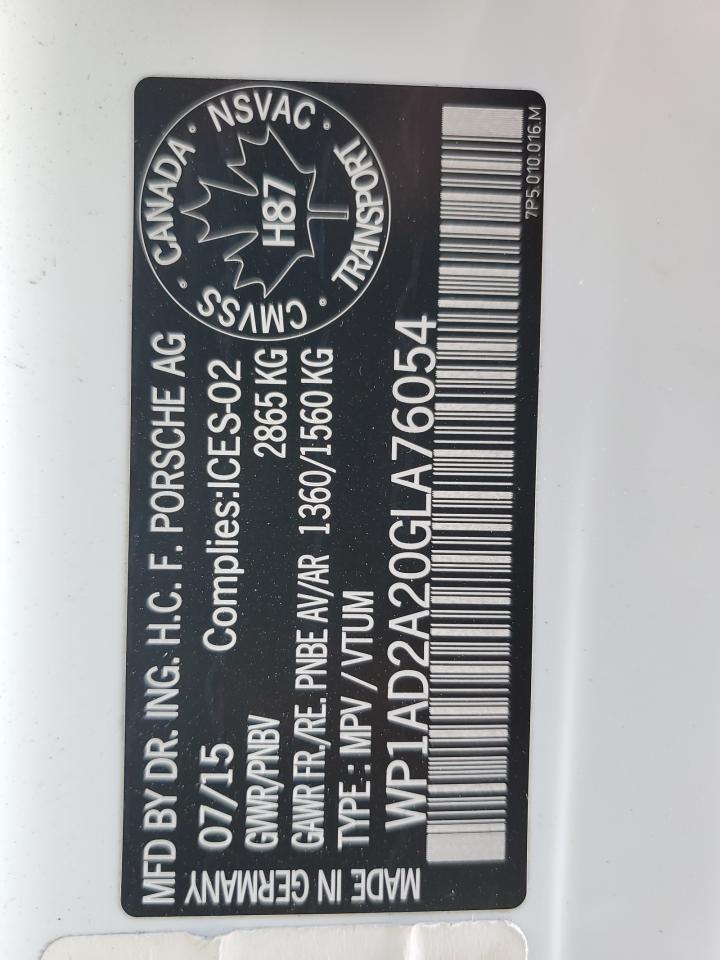 MFD BY DR. ING. H.C. F. PORSCHE AG
07/15 Complies:ICES-02
GWR/PNBV 2865 KG
GAWR FR./RE. PNBE AV/AR 1360/1560 KG
TYPE : MPV / VTUM
WP1AD2A20GLA76054
MADE IN GERMANY
CANADA · NSVAC ·
H87
TRANSPORT · CMVSS ·
7P5.010.016.M